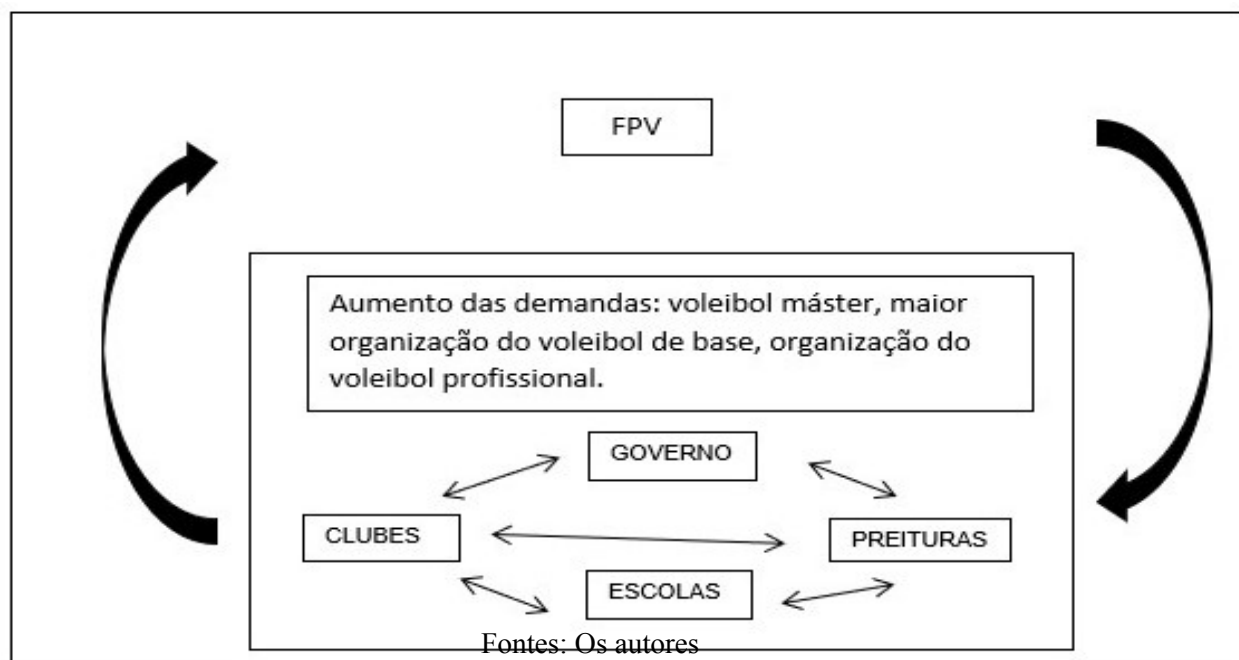 FPV
Aumento das demandas: voleibol máster, maior
organização do voleibol de base, organização do
voleibol profissional.
GOVERNO
CLUBES
PREITURAS
ESCOLAS
Fontes: Os autores